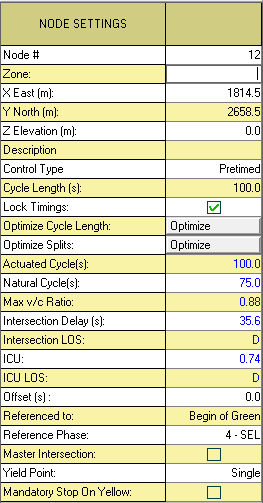 NODE SETTINGS
Node # 12
Zone:
X East (m): 1814.5
Y North (m): 2658.5
Z Elevation (m): 0.0
Description
Control Type Pretimed
Cycle Length (s): 100.0
Lock Timings:
Optimize Cycle Length: Optimize
Optimize Splits: Optimize
Actuated Cycle(s): 100.0
Natural Cycle(s): 75.0
Max v/c Ratio: 0.88
Intersection Delay (s): 35.6
Intersection LOS: D
ICU: 0.74
ICU LOS: D
Offset (s) : 0.0
Referenced to: Begin of Green
Reference Phase: 4 - SEL
Master Intersection:
Yield Point: Single
Mandatory Stop On Yellow: